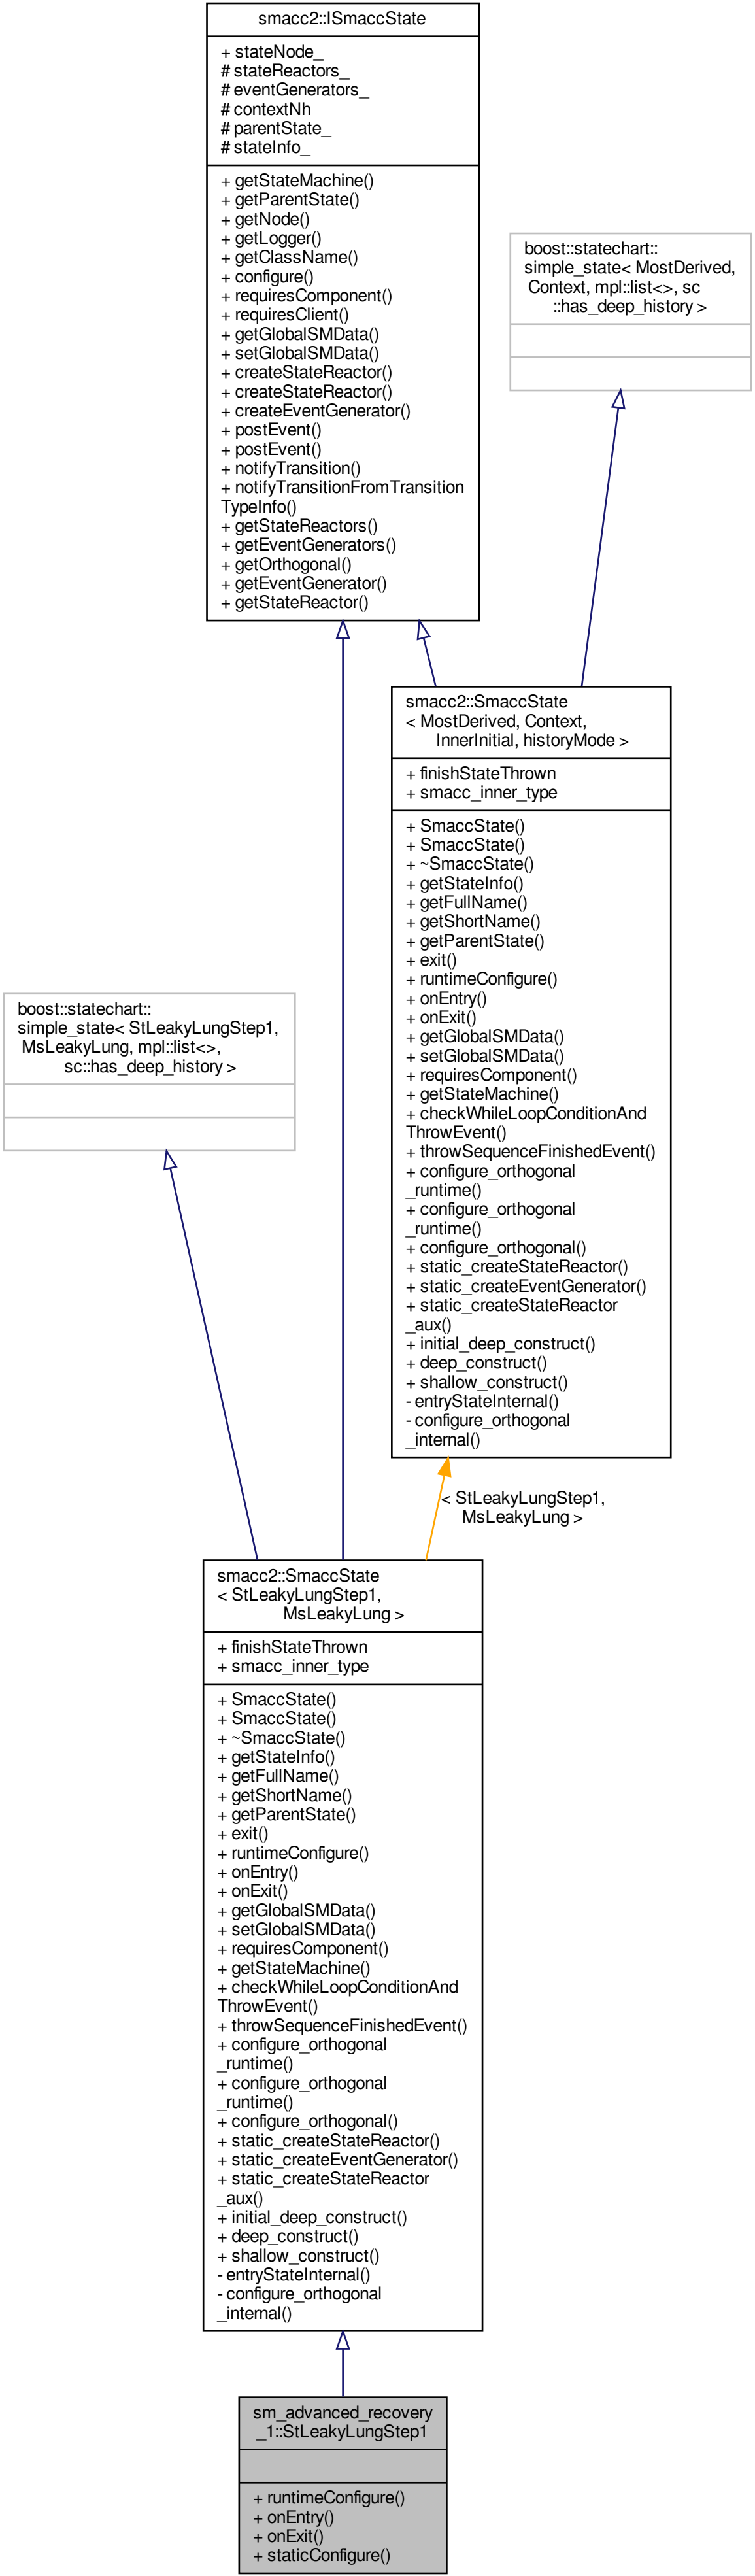 smacc2::ISmaccState
+ stateNode_
# stateReactors_
# eventGenerators_
# contextNh
# parentState_
# stateInfo_
+ getStateMachine()
+ getParentState()
+ getNode()
+ getLogger()
+ getClassName()
+ configure()
+ requiresComponent()
+ requiresClient()
+ getGlobalSMData()
+ setGlobalSMData()
+ createStateReactor()
+ createStateReactor()
+ createEventGenerator()
+ postEvent()
+ postEvent()
+ notifyTransition()
+ notifyTransitionFromTransition
TypeInfo()
+ getStateReactors()
+ getEventGenerators()
+ getOrthogonal()
+ getEventGenerator()
+ getStateReactor()
boost::statechart::
simple_state< MostDerived,
Context, mpl::list<>, sc
::has_deep_history >
smacc2::SmaccState
< MostDerived, Context,
InnerInitial, historyMode >
+ finishStateThrown
+ smacc_inner_type
+ SmaccState()
+ SmaccState()
+ ~SmaccState()
+ getStateInfo()
+ getFullName()
+ getShortName()
+ getParentState()
+ exit()
+ runtimeConfigure()
+ onEntry()
+ onExit()
+ getGlobalSMData()
+ setGlobalSMData()
+ requiresComponent()
+ getStateMachine()
+ checkWhileLoopConditionAnd
ThrowEvent()
+ throwSequenceFinishedEvent()
+ configure_orthogonal
_runtime()
+ configure_orthogonal
_runtime()
+ configure_orthogonal()
+ static_createStateReactor()
+ static_createEventGenerator()
+ static_createStateReactor
_aux()
+ initial_deep_construct()
+ deep_construct()
+ shallow_construct()
- entryStateInternal()
- configure_orthogonal
_internal()
boost::statechart::
simple_state< StLeakyLungStep1,
MsLeakyLung, mpl::list<>,
sc::has_deep_history >
< StLeakyLungStep1,
MsLeakyLung >
smacc2::SmaccState
< StLeakyLungStep1,
MsLeakyLung >
+ finishStateThrown
+ smacc_inner_type
+ SmaccState()
+ SmaccState()
+ ~SmaccState()
+ getStateInfo()
+ getFullName()
+ getShortName()
+ getParentState()
+ exit()
+ runtimeConfigure()
+ onEntry()
+ onExit()
+ getGlobalSMData()
+ setGlobalSMData()
+ requiresComponent()
+ getStateMachine()
+ checkWhileLoopConditionAnd
ThrowEvent()
+ throwSequenceFinishedEvent()
+ configure_orthogonal
_runtime()
+ configure_orthogonal
_runtime()
+ configure_orthogonal()
+ static_createStateReactor()
+ static_createEventGenerator()
+ static_createStateReactor
_aux()
+ initial_deep_construct()
+ deep_construct()
+ shallow_construct()
- entryStateInternal()
- configure_orthogonal
_internal()
sm_advanced_recovery
_1::StLeakyLungStep1
+ runtimeConfigure()
+ onEntry()
+ onExit()
+ staticConfigure()